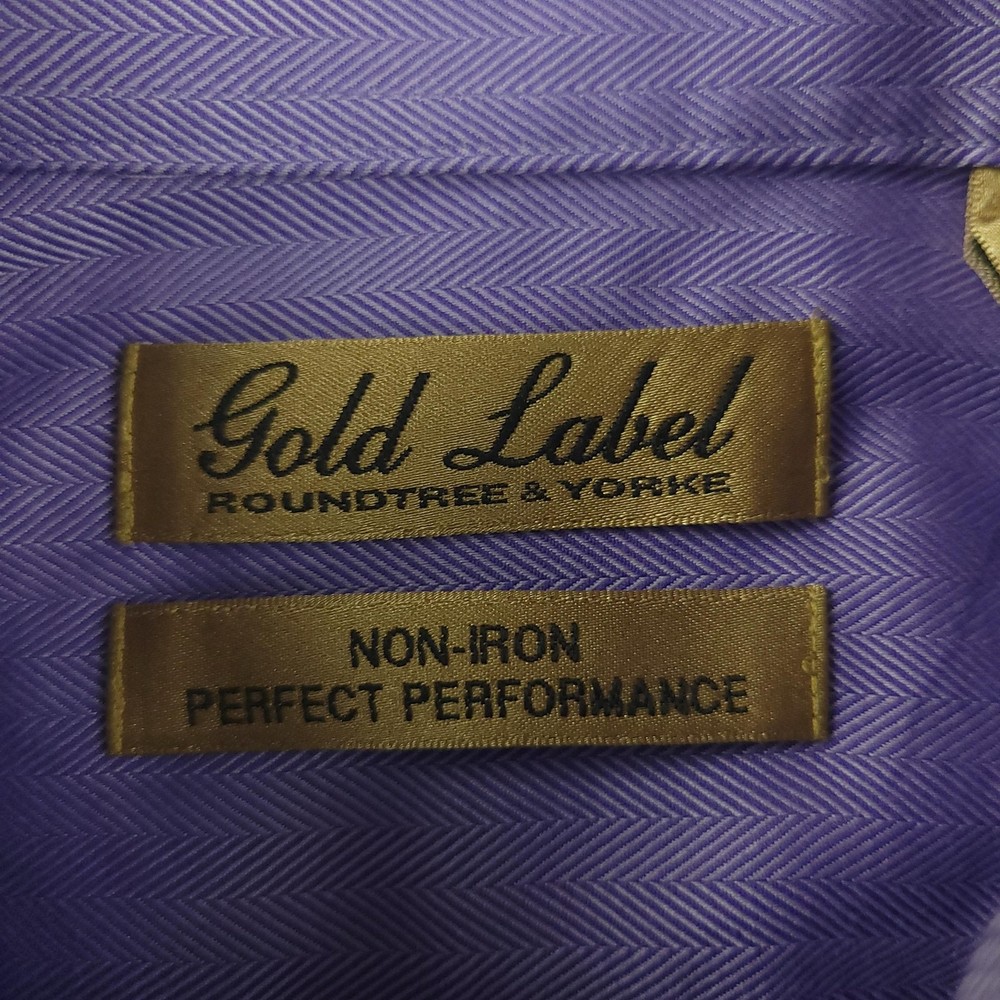 Gold Label
ROUNDTREE & YORKE
NON-IRON
PERFECT PERFORMANCE